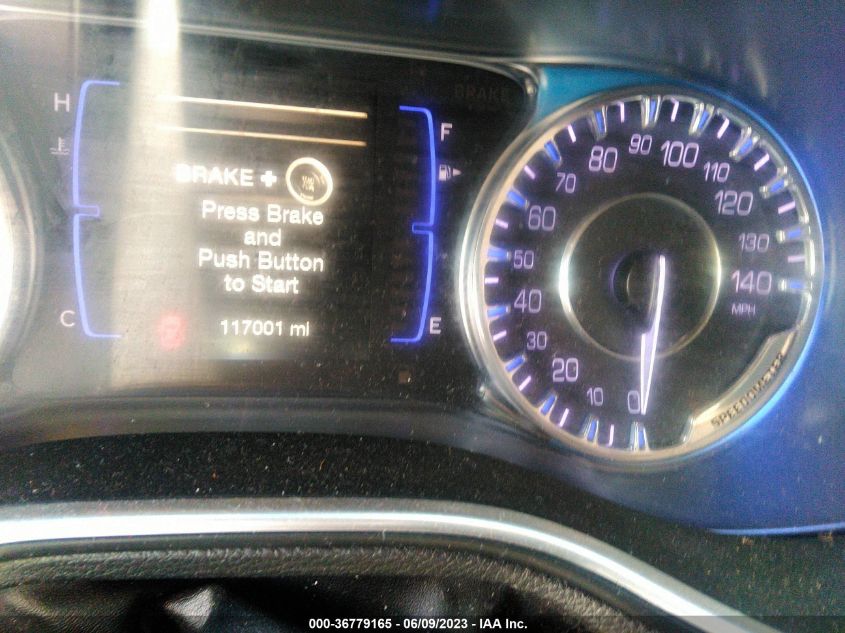 BRAKE
H
F
BRAKE +
Press Brake
and
Push Button
to Start
C
117001 mi
E
0
10
20
30
40
50
60
70
80
90
100
110
120
130
140
MPH
SPEEDOMETER
000-36779165 - 06/09/2023 - IAA Inc.